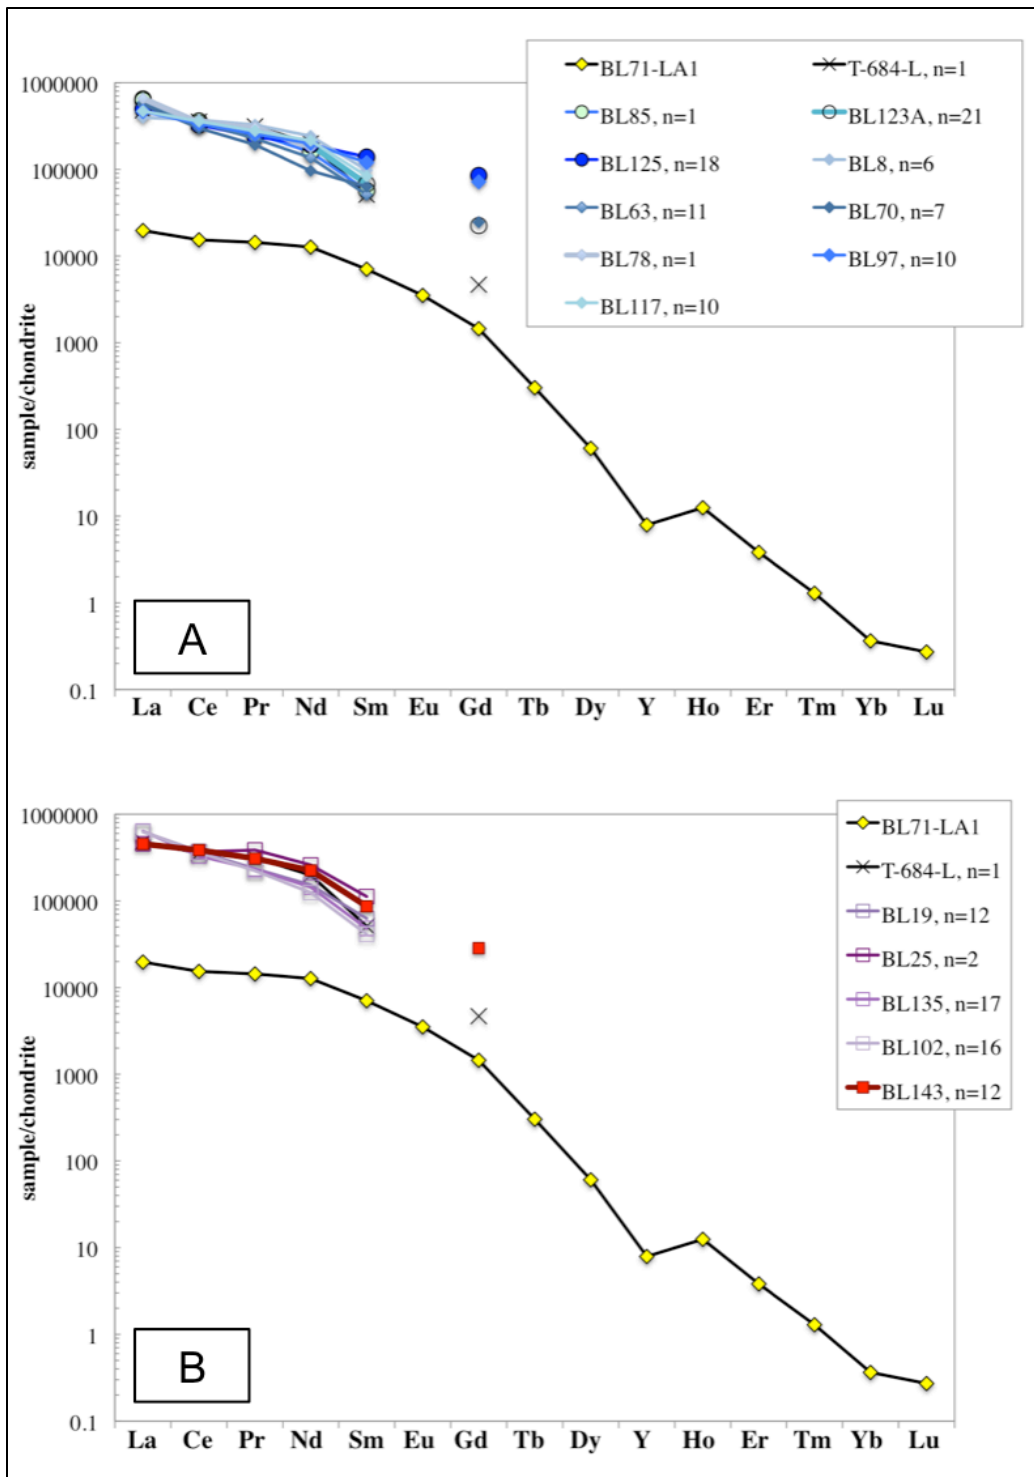 BL71-LA1 T-684-L, n=1
BL85, n=1 BL123A, n=21
BL125, n=18 BL8, n=6
BL63, n=11 BL70, n=7
BL78, n=1 BL97, n=10
BL117, n=10
sample/chondrite
1000000
100000
10000
1000
100
10
1
0.1
A
La Ce Pr Nd Sm Eu Gd Tb Dy Y Ho Er Tm Yb Lu
BL71-LA1
T-684-L, n=1
BL19, n=12
BL25, n=2
BL135, n=17
BL102, n=16
BL143, n=12
sample/chondrite
1000000
100000
10000
1000
100
10
1
0.1
B
La Ce Pr Nd Sm Eu Gd Tb Dy Y Ho Er Tm Yb Lu